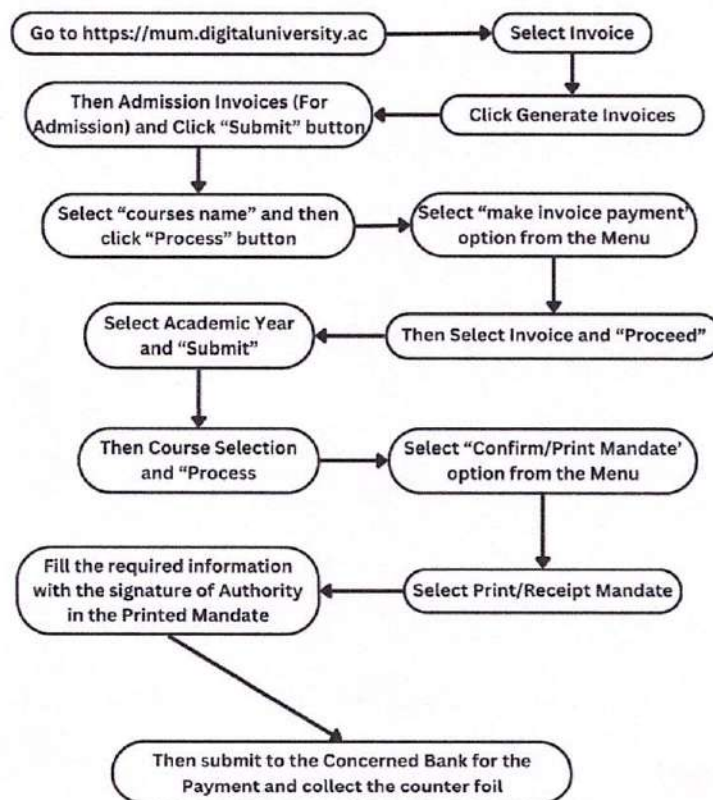 Go to https://mum.digitaluniversity.ac
Select Invoice
Click Generate Invoices
Then Admission Invoices (For
Admission) and Click “Submit” button
Select “courses name” and then
click “Process” button
Select “make invoice payment’
option from the Menu
Then Select Invoice and “Proceed”
Select Academic Year
and “Submit”
Then Course Selection
and “Process
Select “Confirm/Print Mandate’
option from the Menu
Select Print/Receipt Mandate
Fill the required information
with the signature of Authority
in the Printed Mandate
Then submit to the Concerned Bank for the
Payment and collect the counter foil